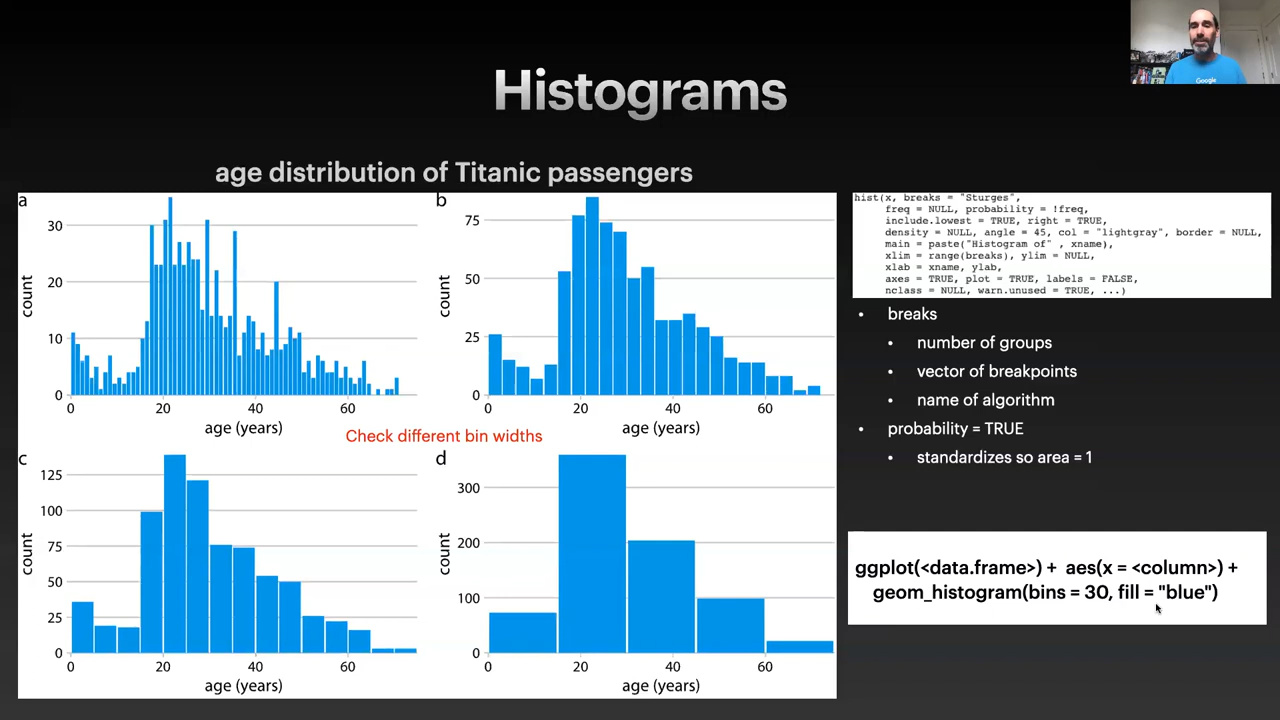 Google
Histograms
age distribution of Titanic passengers
a
30
20
10
0
count
0 20 40 60
age (years)
b
75
50
25
0
count
0 20 40 60
age (years)
Check different bin widths
c
125
100
75
50
25
0
count
0 20 40 60
age (years)
d
300
200
100
0
count
0 20 40 60
age (years)
hist(x, breaks = "Sturges",
freq = NULL, probability = !freq,
include.lowest = TRUE, right = TRUE,
density = NULL, angle = 45, col = "lightgray", border = NULL,
main = paste("Histogram of" , xname),
xlim = range(breaks), ylim = NULL,
xlab = xname, ylab,
axes = TRUE, plot = TRUE, labels = FALSE,
nclass = NULL, warn.unused = TRUE, ...)
• breaks
• number of groups
• vector of breakpoints
• name of algorithm
• probability = TRUE
• standardizes so area = 1
ggplot(<data.frame>) + aes(x = <column>) +
geom_histogram(bins = 30, fill = "blue")